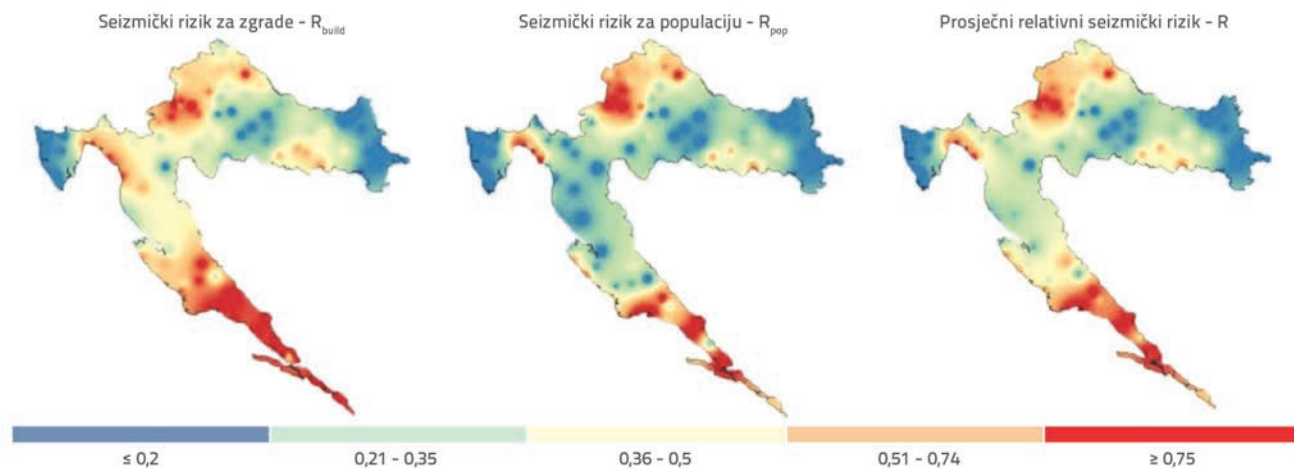 Seizmički rizik za zgrade - R_build
Seizmički rizik za populaciju - R_pop
Prosječni relativni seizmički rizik - R
≤ 0,2
0,21 - 0,35
0,36 - 0,5
0,51 - 0,74
≥ 0,75